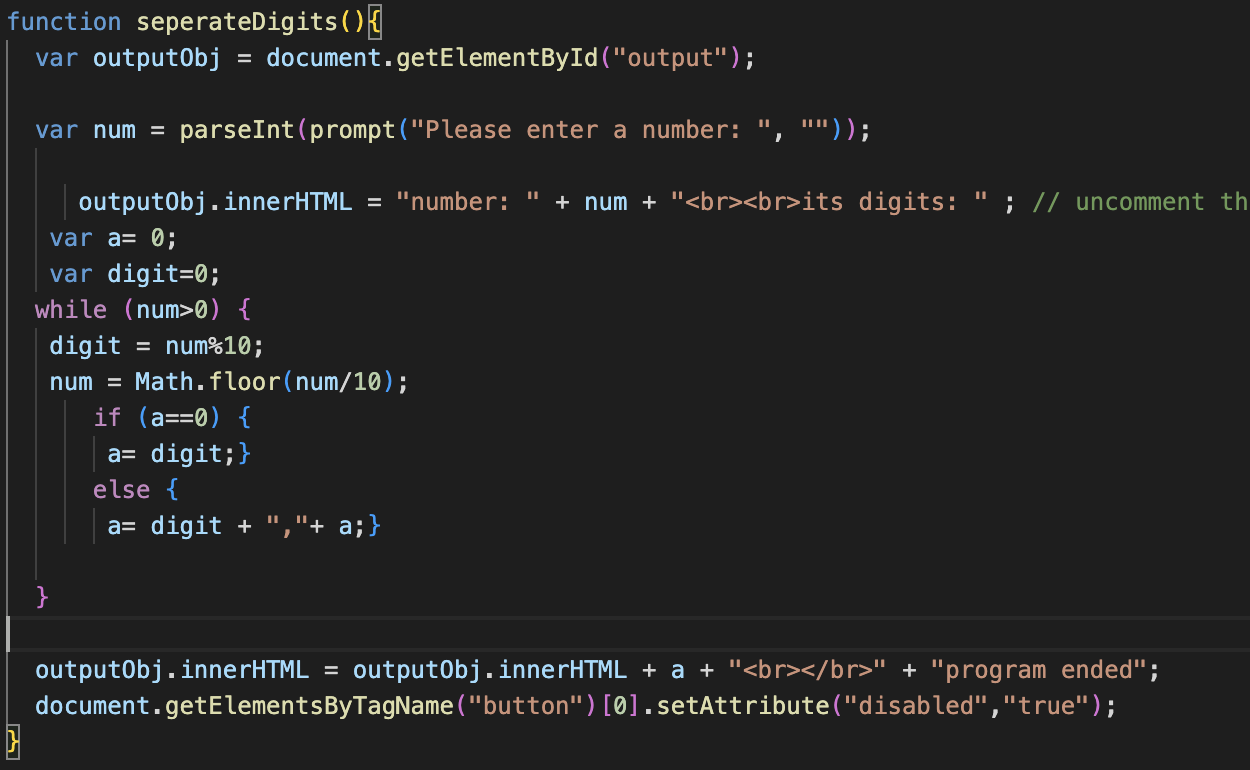 function seperateDigits(){
var outputObj = document.getElementById("output");
var num = parseInt(prompt("Please enter a number: ", ""));
outputObj.innerHTML = "number: " + num + "<br><br>its digits: " ; // uncomment th
var a= 0;
var digit=0;
while (num>0) {
digit = num%10;
num = Math.floor(num/10);
if (a==0) {
a= digit;}
else {
a= digit + ","+ a;}
}
outputObj.innerHTML = outputObj.innerHTML + a + "<br></br>" + "program ended";
document.getElementsByTagName("button")[0].setAttribute("disabled","true");
}